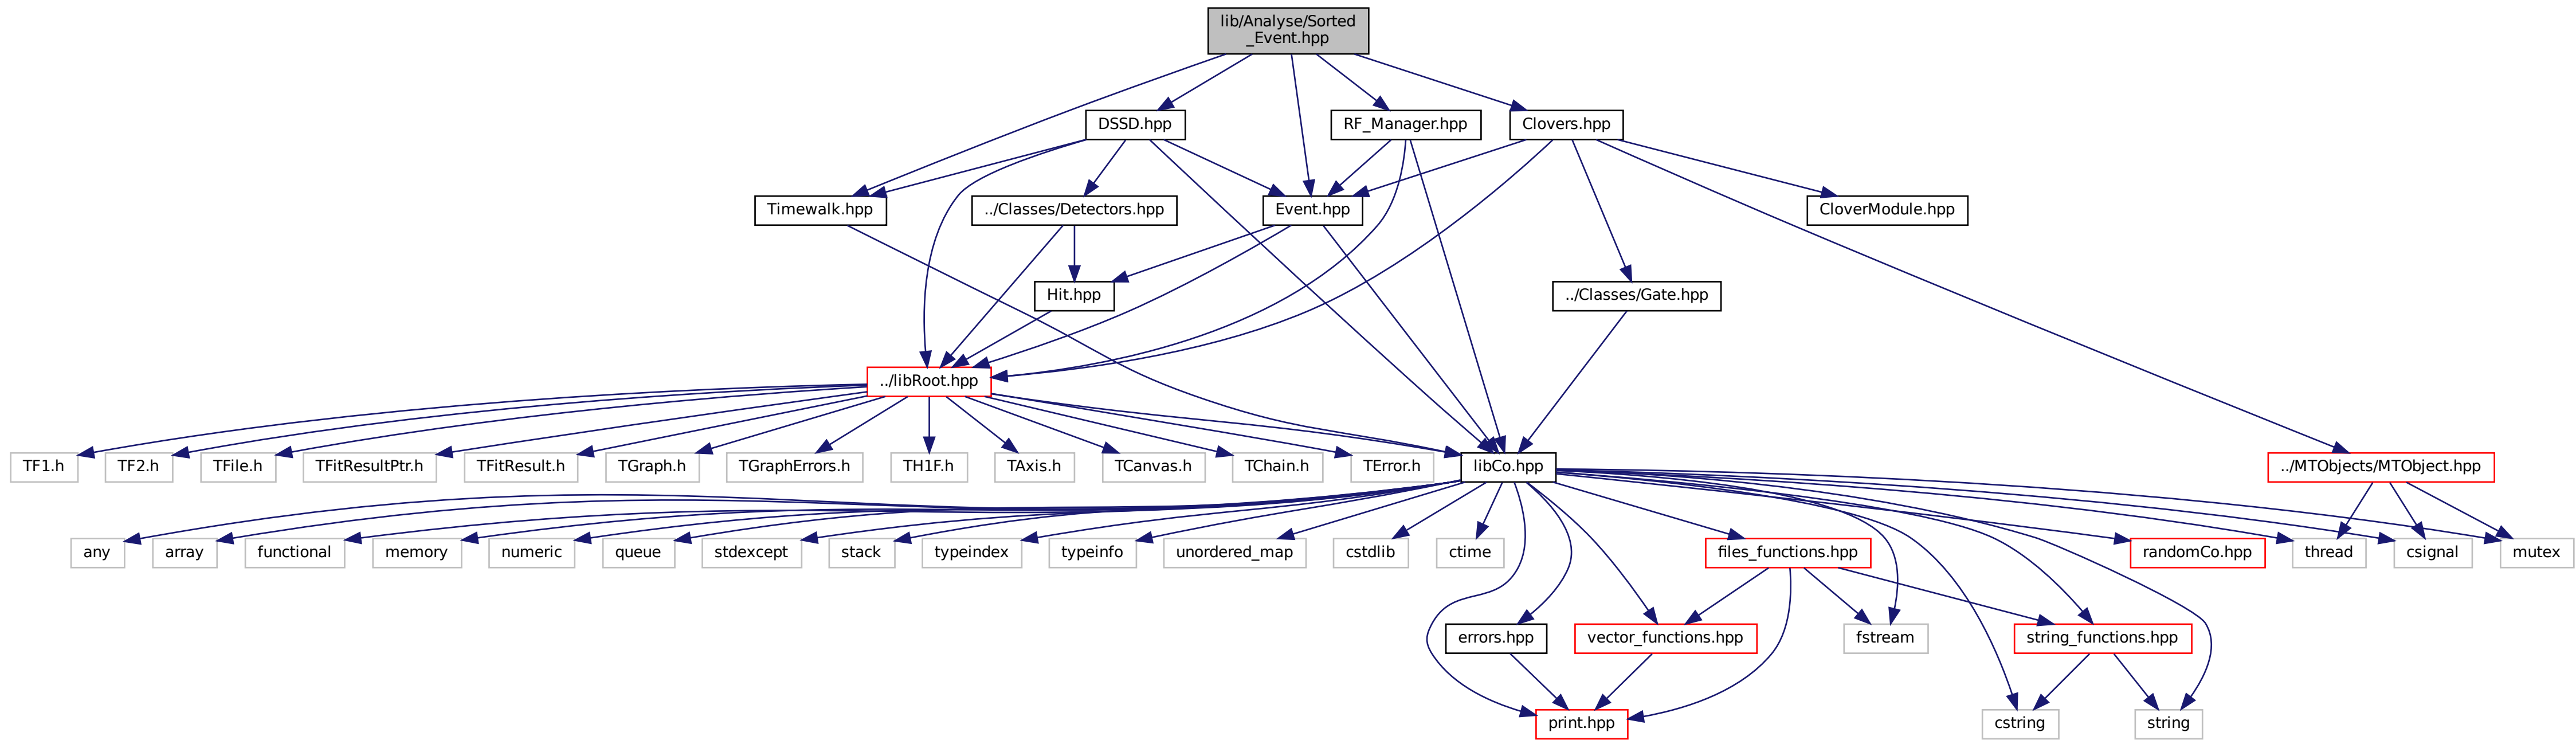 lib/Analyse/Sorted
_Event.hpp
DSSD.hpp
RF_Manager.hpp
Clovers.hpp
Timewalk.hpp
../Classes/Detectors.hpp
Event.hpp
CloverModule.hpp
Hit.hpp
../Classes/Gate.hpp
../libRoot.hpp
TF1.h
TF2.h
TFile.h
TFitResultPtr.h
TFitResult.h
TGraph.h
TGraphErrors.h
TH1F.h
TAxis.h
TCanvas.h
TChain.h
TError.h
libCo.hpp
../MTObjects/MTObject.hpp
any
array
functional
memory
numeric
queue
stdexcept
stack
typeindex
typeinfo
unordered_map
cstdlib
ctime
files_functions.hpp
randomCo.hpp
thread
csignal
mutex
errors.hpp
vector_functions.hpp
fstream
string_functions.hpp
print.hpp
cstring
string